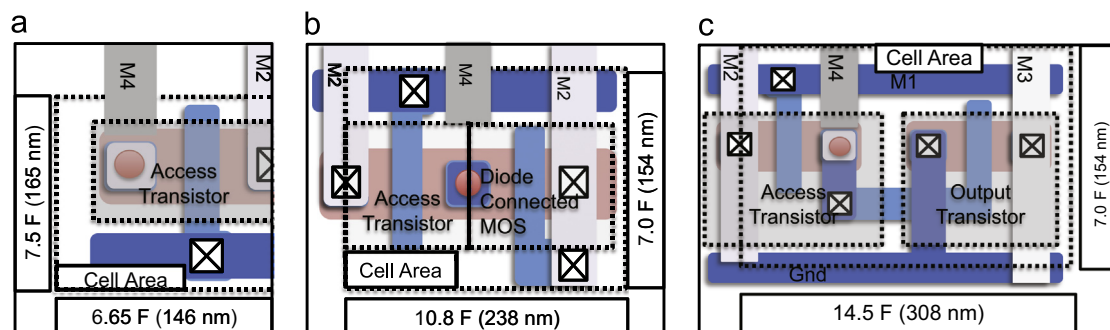 a
M4
M2
7.5 F (165 nm)
Access
Transistor
Cell Area
6.65 F (146 nm)
b
M2
M4
M2
Access
Transistor
Diode
Connected
MOS
Cell Area
7.0 F (154 nm)
10.8 F (238 nm)
c
M2
M4
Cell Area
M1
M3
Access
Transistor
Output
Transistor
Gnd
7.0 F (154 nm)
14.5 F (308 nm)